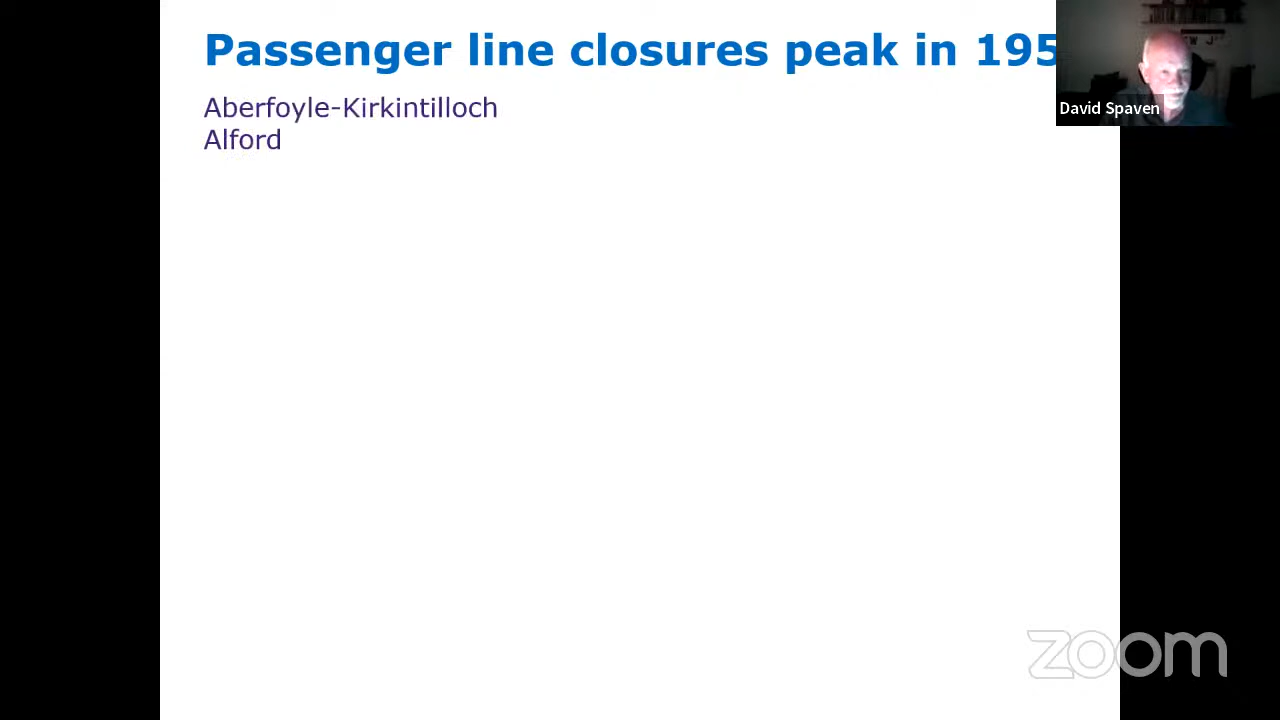 Passenger line closures peak in 195
David Spaven
Aberfoyle-Kirkintilloch
Alford
zoom